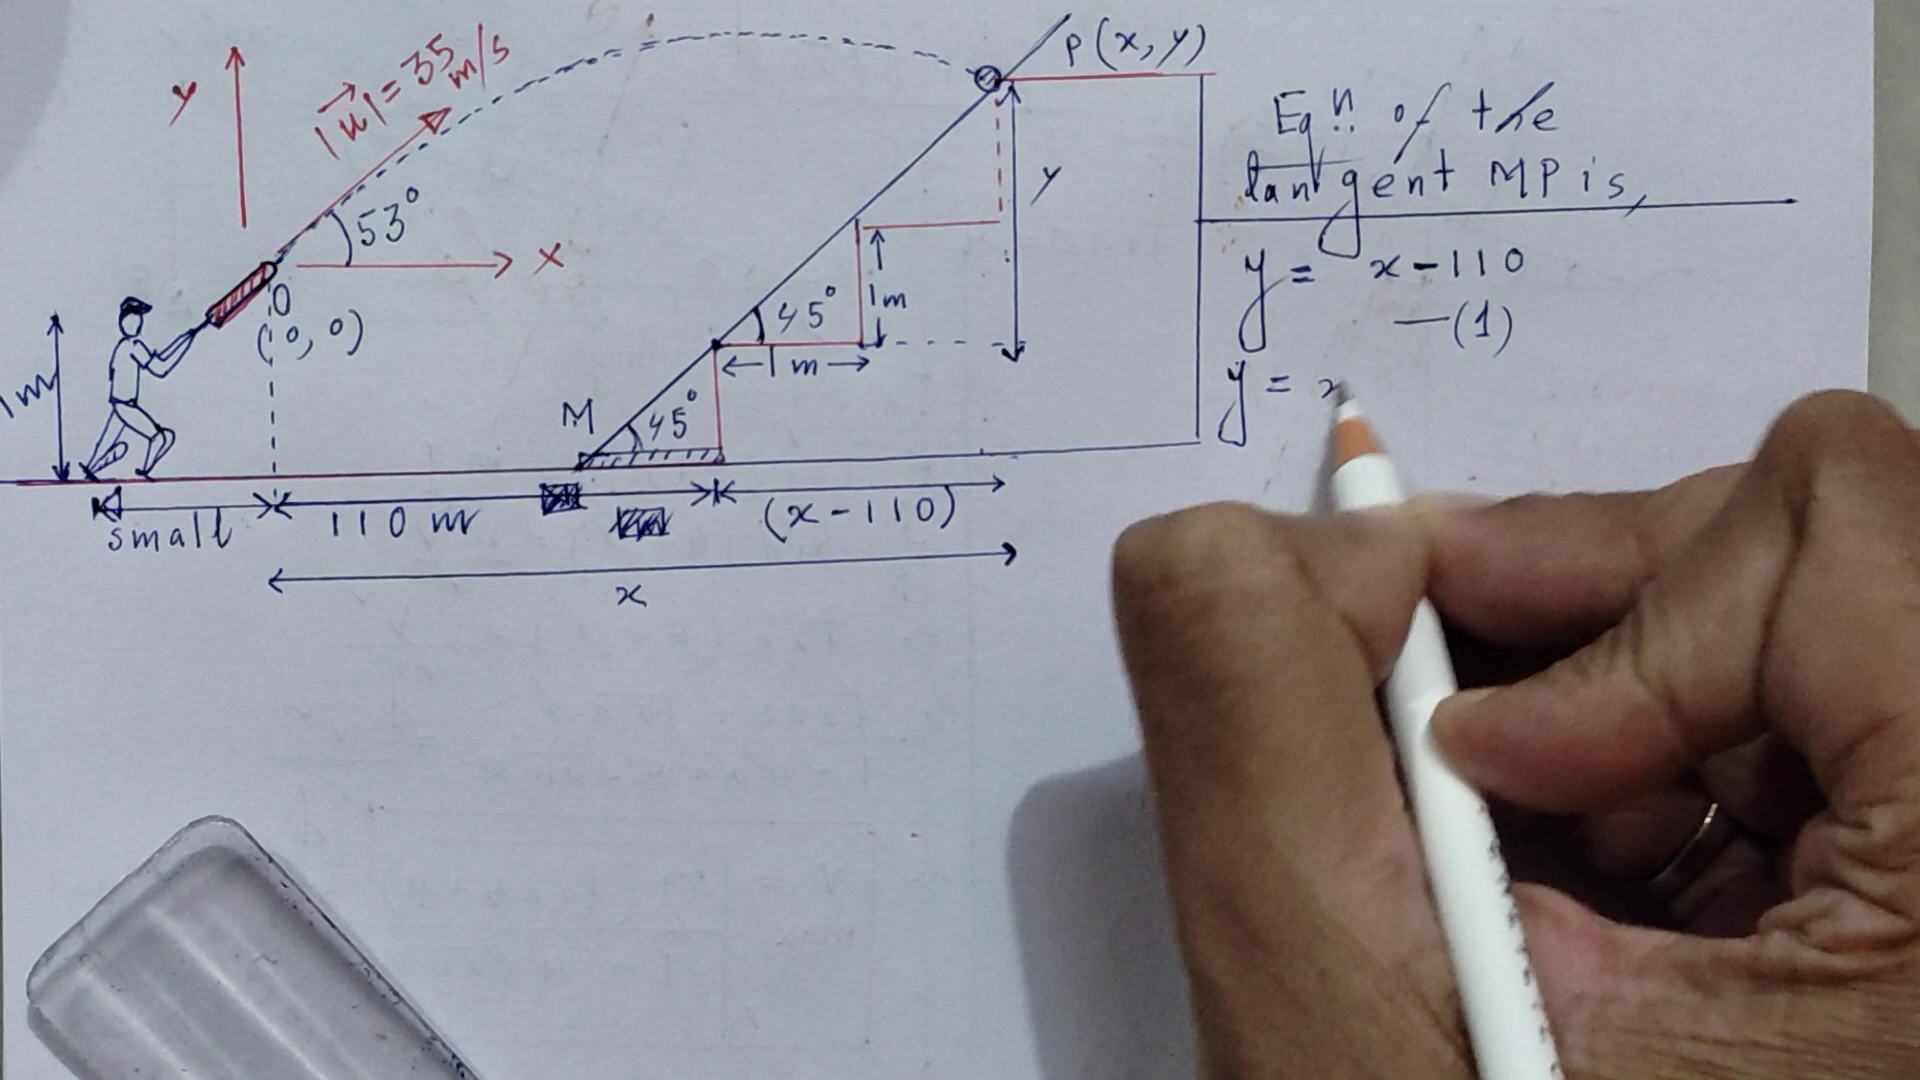 y
|u| = 35 m/s
53°
x
O
(0, 0)
1m
small
110 m
M
45°
45°
1 m
1m
y
P(x, y)
(x - 110)
x
Eqn. of the
tangent MP is,
y = x - 110
—(1)
y = x